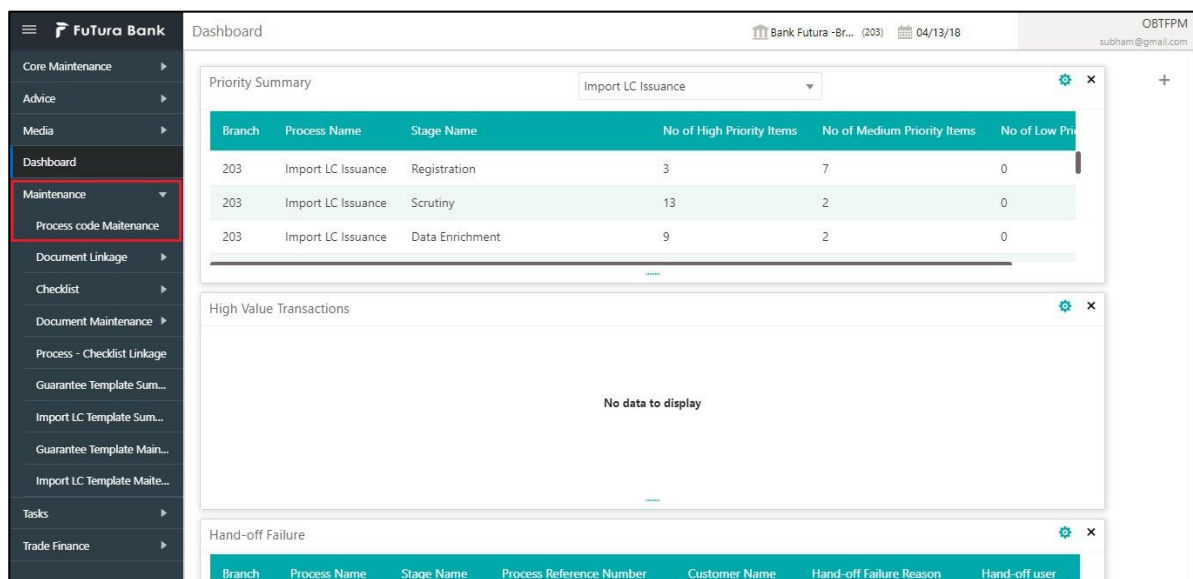 FuTura Bank
Dashboard
Bank Futura -Br... (203) 04/13/18
OBTFPM
subham@gmail.com
Core Maintenance
Advice
Media
Dashboard
Maintenance
Process code Maitenance
Document Linkage
Checklist
Document Maintenance
Process - Checklist Linkage
Guarantee Template Sum...
Import LC Template Sum...
Guarantee Template Main...
Import LC Template Maite...
Tasks
Trade Finance
Priority Summary
Import LC Issuance
Branch Process Name Stage Name No of High Priority Items No of Medium Priority Items No of Low Pri
203 Import LC Issuance Registration 3 7 0
203 Import LC Issuance Scrutiny 13 2 0
203 Import LC Issuance Data Enrichment 9 2 0
High Value Transactions
No data to display
Hand-off Failure
Branch Process Name Stage Name Process Reference Number Customer Name Hand-off Failure Reason Hand-off user